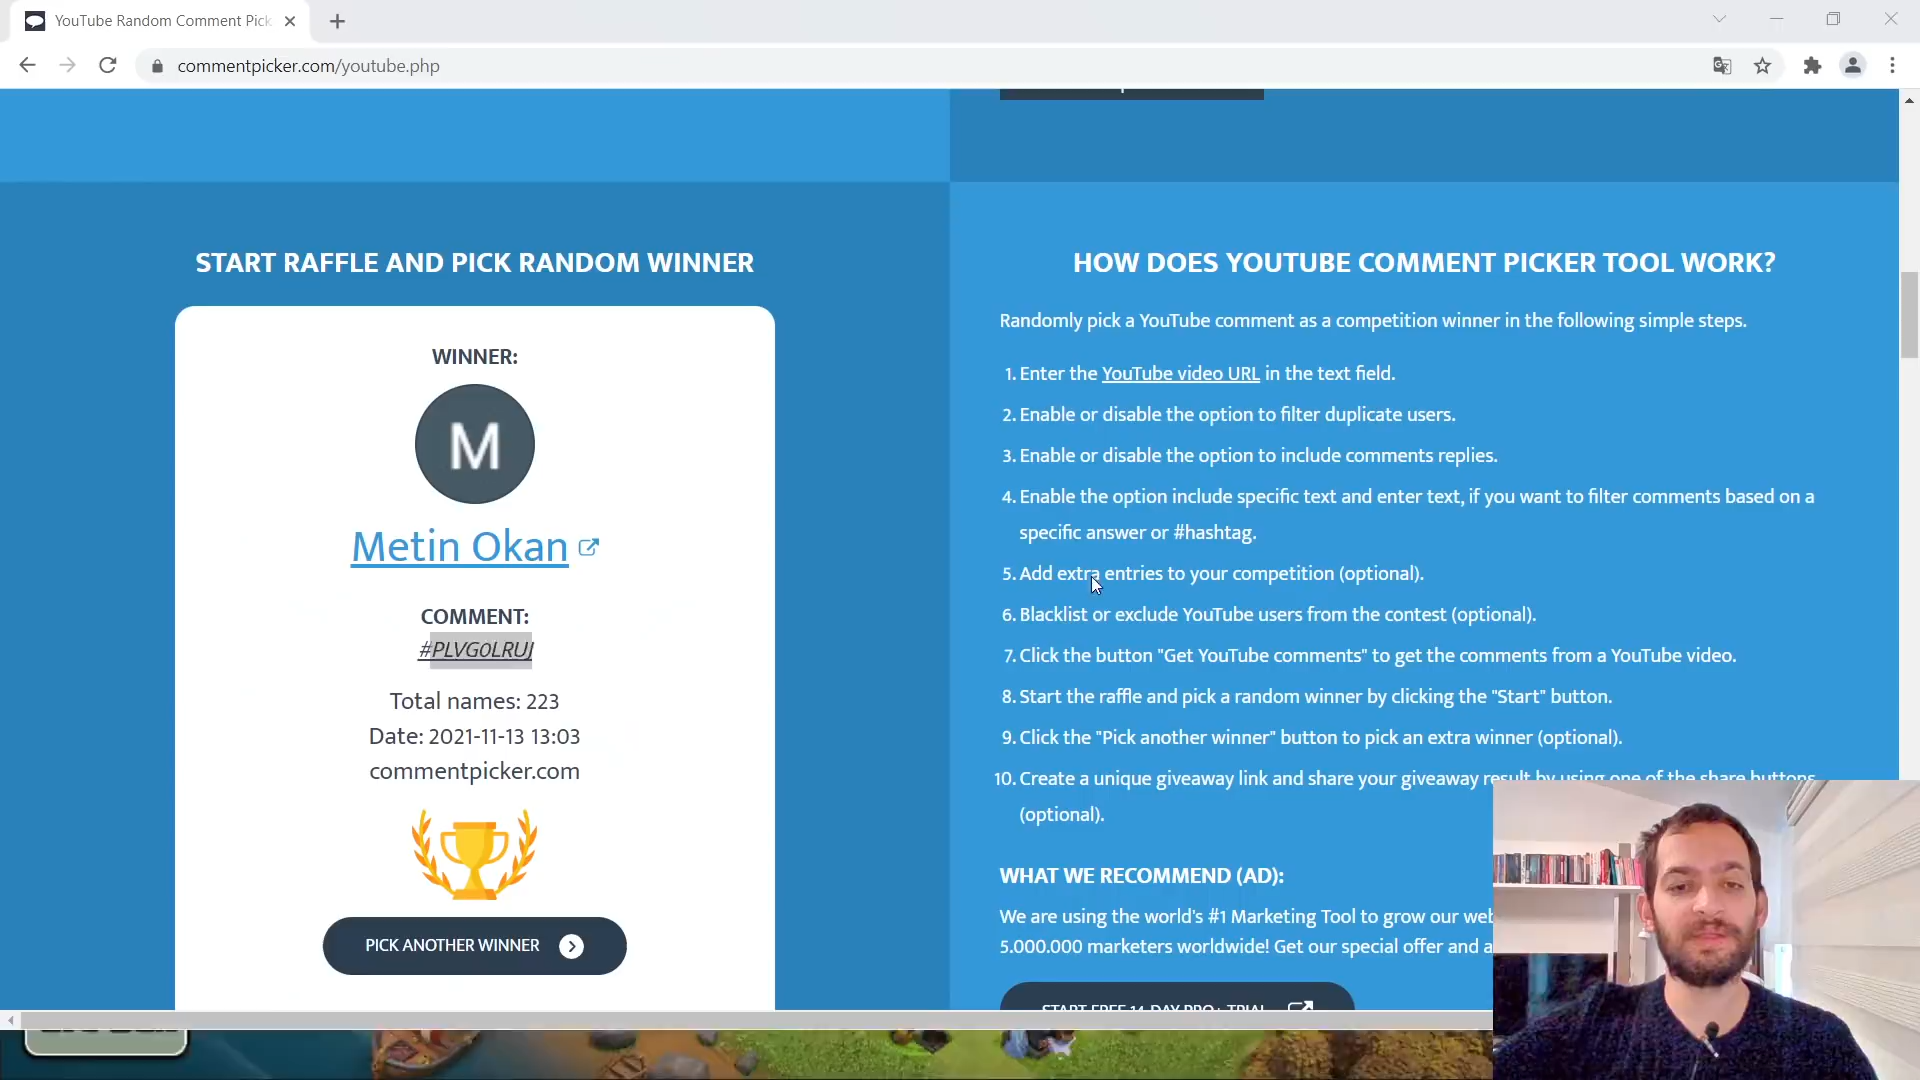 YouTube Random Comment Pick
commentpicker.com/youtube.php
START RAFFLE AND PICK RANDOM WINNER
WINNER:
M
Metin Okan
COMMENT:
#PLVG0LRUJ
Total names: 223
Date: 2021-11-13 13:03
commentpicker.com
PICK ANOTHER WINNER
HOW DOES YOUTUBE COMMENT PICKER TOOL WORK?
Randomly pick a YouTube comment as a competition winner in the following simple steps.
1. Enter the YouTube video URL in the text field.
2. Enable or disable the option to filter duplicate users.
3. Enable or disable the option to include comments replies.
4. Enable the option include specific text and enter text, if you want to filter comments based on a
specific answer or #hashtag.
5. Add extra entries to your competition (optional).
6. Blacklist or exclude YouTube users from the contest (optional).
7. Click the button "Get YouTube comments" to get the comments from a YouTube video.
8. Start the raffle and pick a random winner by clicking the "Start" button.
9. Click the "Pick another winner" button to pick an extra winner (optional).
10. Create a unique giveaway link and share your giveaway result by using one of the share buttons
(optional).
WHAT WE RECOMMEND (AD):
We are using the world's #1 Marketing Tool to grow our web
5.000.000 marketers worldwide! Get our special offer and a
START FREE 14-DAY PRO+ TRIAL